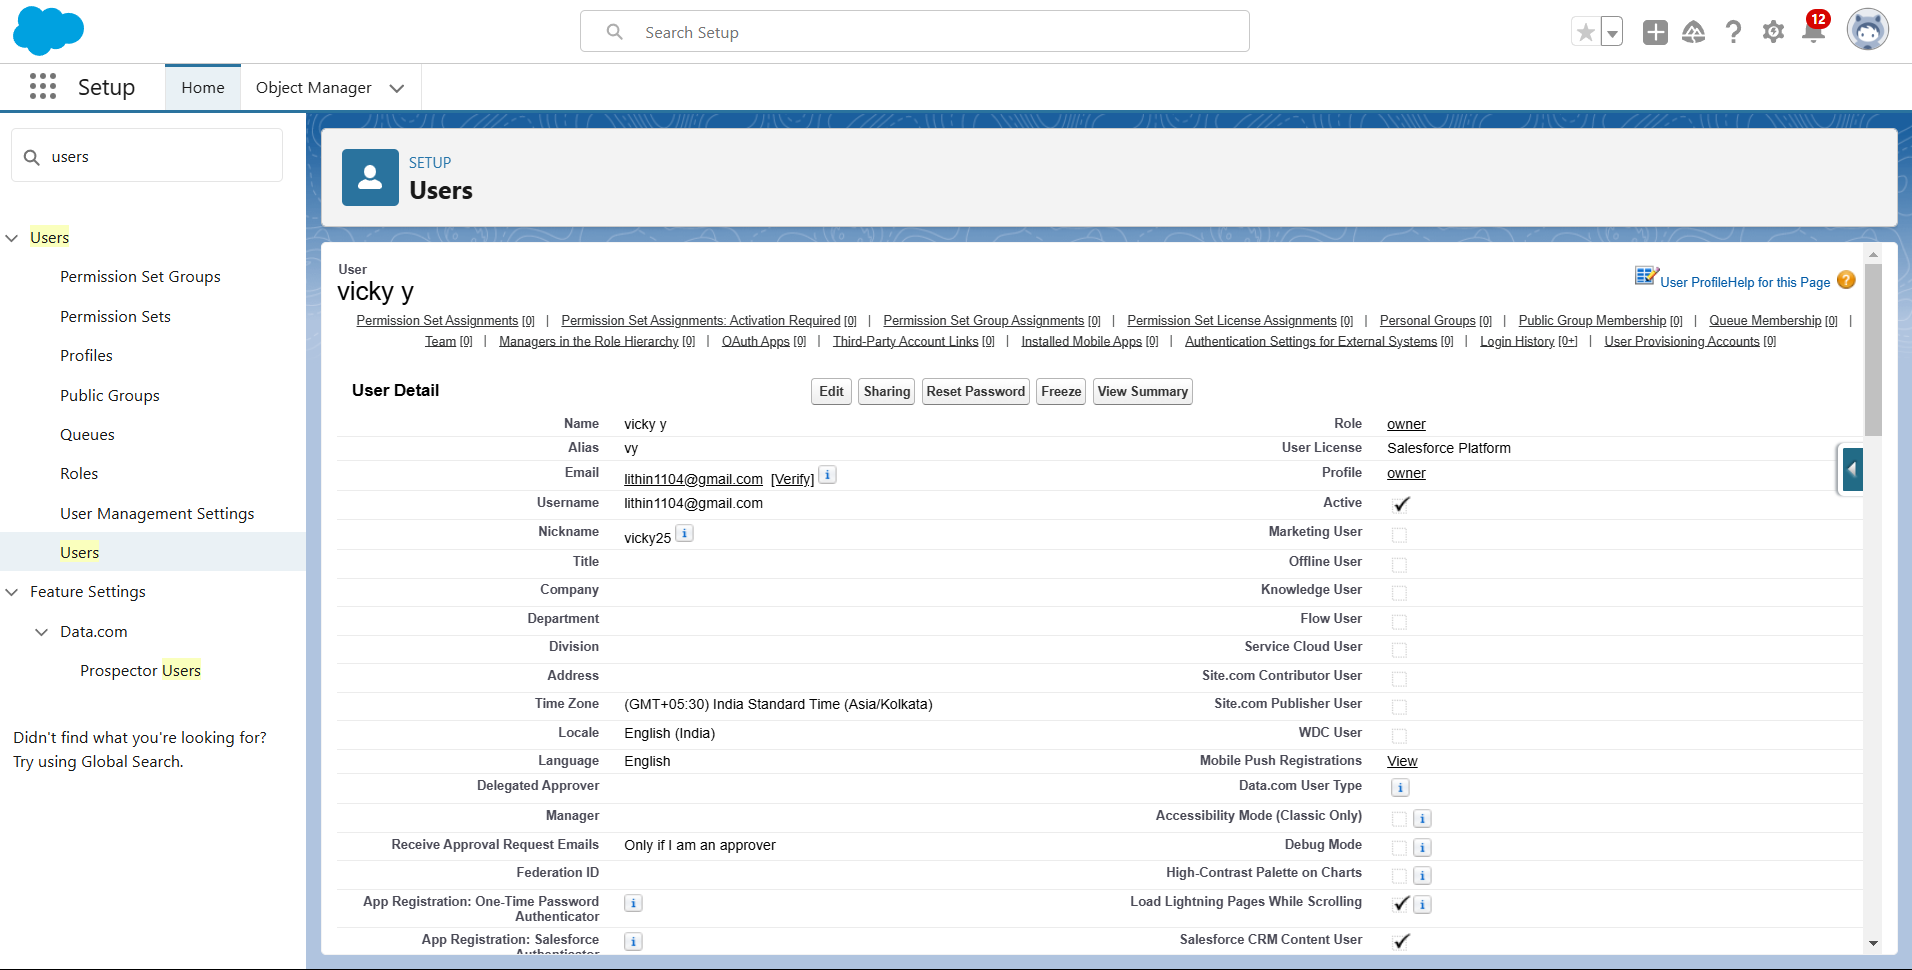 Search Setup
12
Setup
Home
Object Manager
users
Users
Permission Set Groups
Permission Sets
Profiles
Public Groups
Queues
Roles
User Management Settings
Users
Feature Settings
Data.com
Prospector Users
Didn't find what you're looking for?
Try using Global Search.
SETUP
Users
User
vicky y
User Profile Help for this Page
Permission Set Assignments [0] | Permission Set Assignments: Activation Required [0] | Permission Set Group Assignments [0] | Permission Set License Assignments [0] | Personal Groups [0] | Public Group Membership [0] | Queue Membership [0] |
Team [0] | Managers in the Role Hierarchy [0] | OAuth Apps [0] | Third-Party Account Links [0] | Installed Mobile Apps [0] | Authentication Settings for External Systems [0] | Login History [0+] | User Provisioning Accounts [0]
User Detail
Edit Sharing Reset Password Freeze View Summary
Name vicky y Role owner
Alias vy User License Salesforce Platform
Email lithin1104@gmail.com [Verify] Profile owner
Username lithin1104@gmail.com Active
Nickname vicky25 Marketing User
Title Offline User
Company Knowledge User
Department Flow User
Division Service Cloud User
Address Site.com Contributor User
Time Zone (GMT+05:30) India Standard Time (Asia/Kolkata) Site.com Publisher User
Locale English (India) WDC User
Language English Mobile Push Registrations View
Delegated Approver Data.com User Type
Manager Accessibility Mode (Classic Only)
Receive Approval Request Emails Only if I am an approver Debug Mode
Federation ID High-Contrast Palette on Charts
App Registration: One-Time Password Load Lightning Pages While Scrolling
Authenticator
App Registration: Salesforce Salesforce CRM Content User
Authenticator